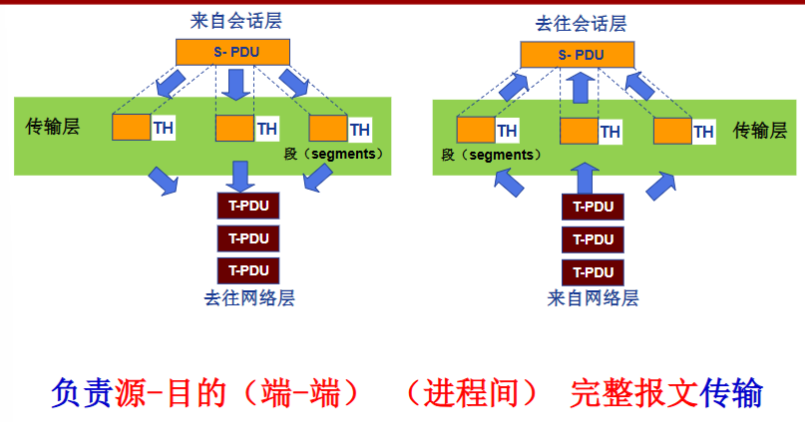 来自会话层
S- PDU
传输层
TH
TH
TH
段（segments）
T-PDU
T-PDU
T-PDU
去往网络层
去往会话层
S- PDU
TH
TH
TH
传输层
段（segments）
T-PDU
T-PDU
T-PDU
来自网络层
负责源-目的（端-端） （进程间） 完整报文传输